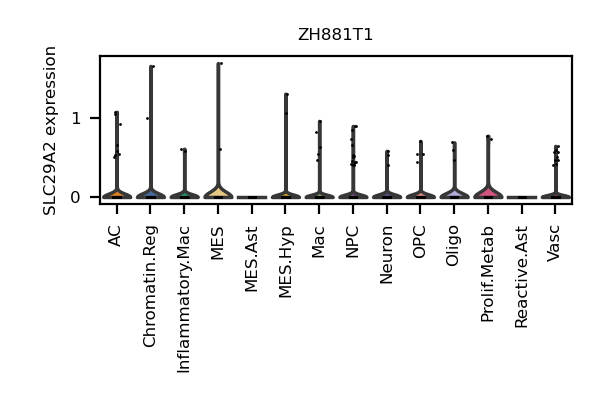 ZH881T1
SLC29A2 expression
1
0
AC
Chromatin.Reg
Inflammatory.Mac
MES
MES.Ast
MES.Hyp
Mac
NPC
Neuron
OPC
Oligo
Prolif.Metab
Reactive.Ast
Vasc